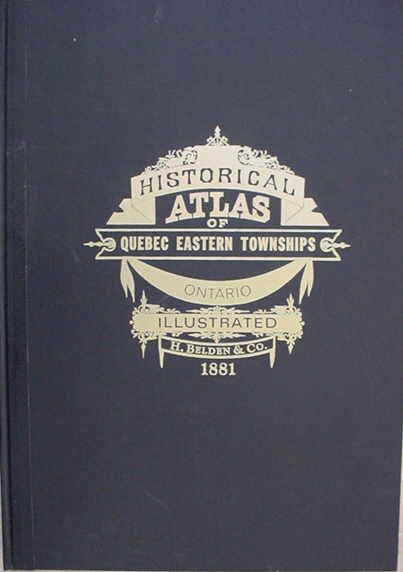 HISTORICAL
ATLAS
OF
QUEBEC EASTERN TOWNSHIPS
ONTARIO
ILLUSTRATED
H. BELDEN & CO.
1881